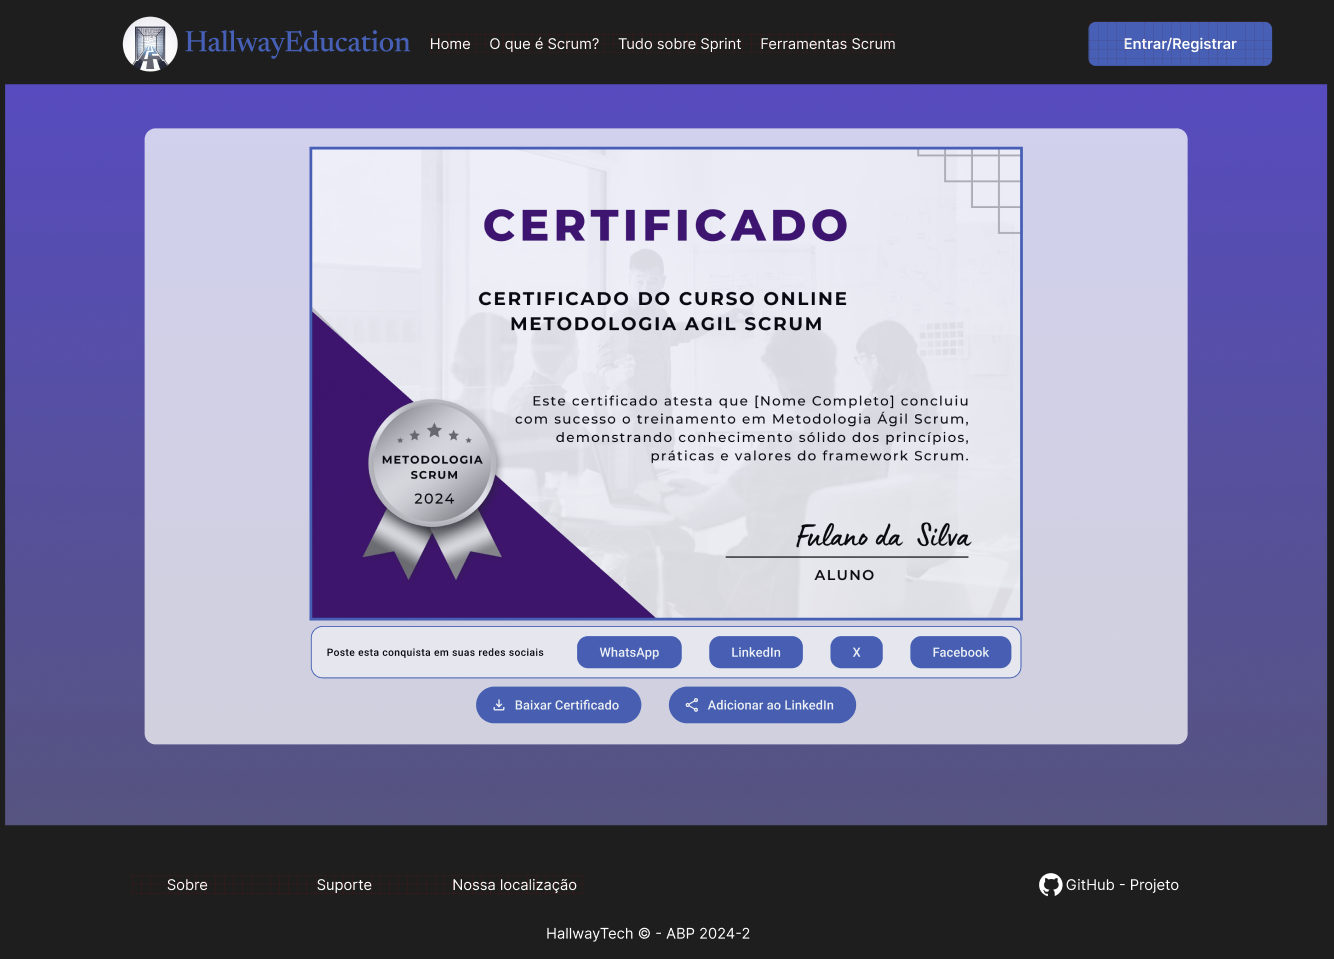 HallwayEducation
Home O que é Scrum? Tudo sobre Sprint Ferramentas Scrum
Entrar/Registrar
CERTIFICADO
CERTIFICADO DO CURSO ONLINE
METODOLOGIA AGIL SCRUM
Este certificado atesta que [Nome Completo] concluiu
com sucesso o treinamento em Metodologia Ágil Scrum,
demonstrando conhecimento sólido dos princípios,
práticas e valores do framework Scrum.
METODOLOGIA
SCRUM
2024
Fulano da Silva
ALUNO
Poste esta conquista em suas redes sociais WhatsApp LinkedIn X Facebook
Baixar Certificado Adicionar ao LinkedIn
Sobre Suporte Nossa localização GitHub - Projeto
HallwayTech © - ABP 2024-2